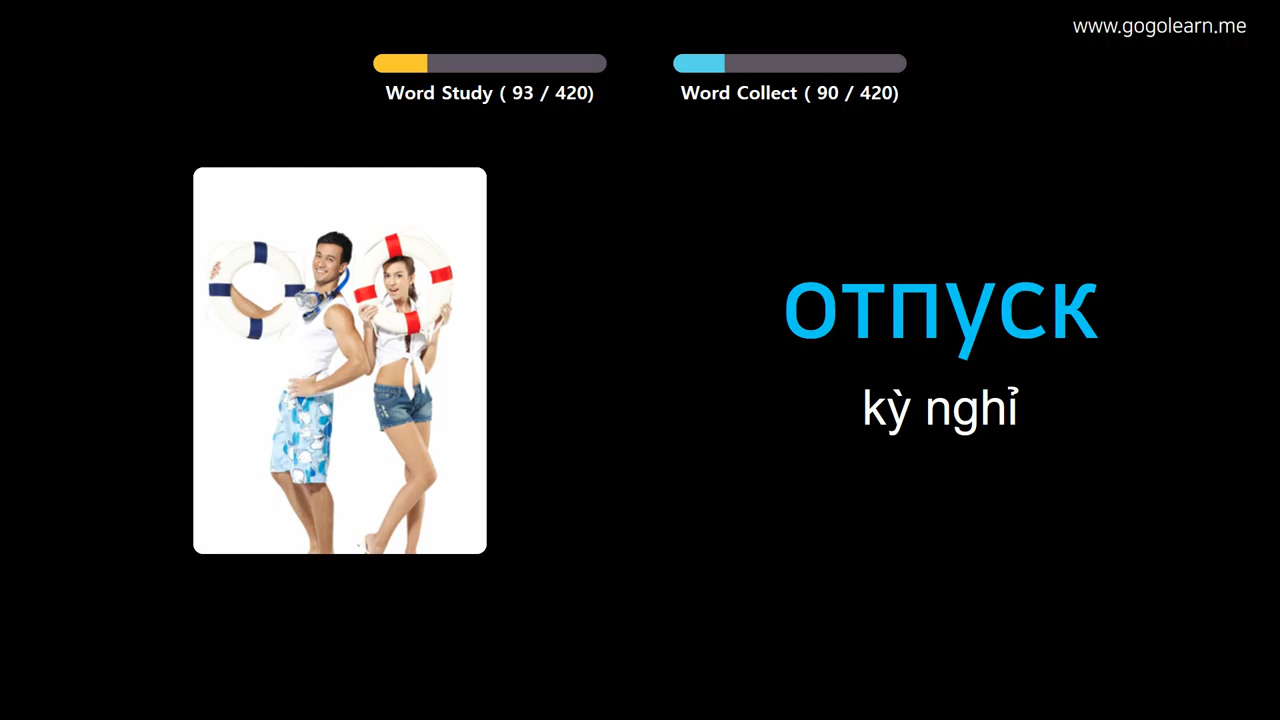 www.gogolearn.me
Word Study ( 93 / 420)
Word Collect ( 90 / 420)
отпуск
kỳ nghỉ